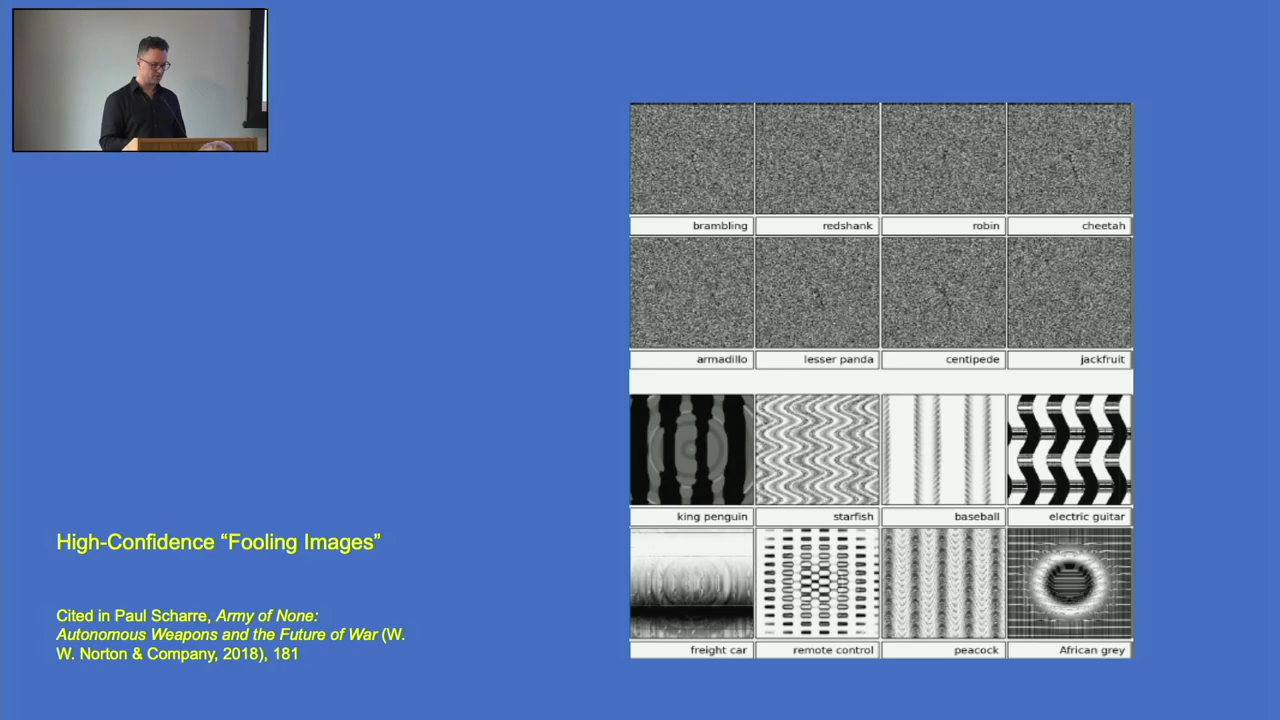 brambling
redshank
robin
cheetah
armadillo
lesser panda
centipede
jackfruit
king penguin
starfish
baseball
electric guitar
freight car
remote control
peacock
African grey
High-Confidence “Fooling Images”
Cited in Paul Scharre, Army of None:
Autonomous Weapons and the Future of War (W.
W. Norton & Company, 2018), 181